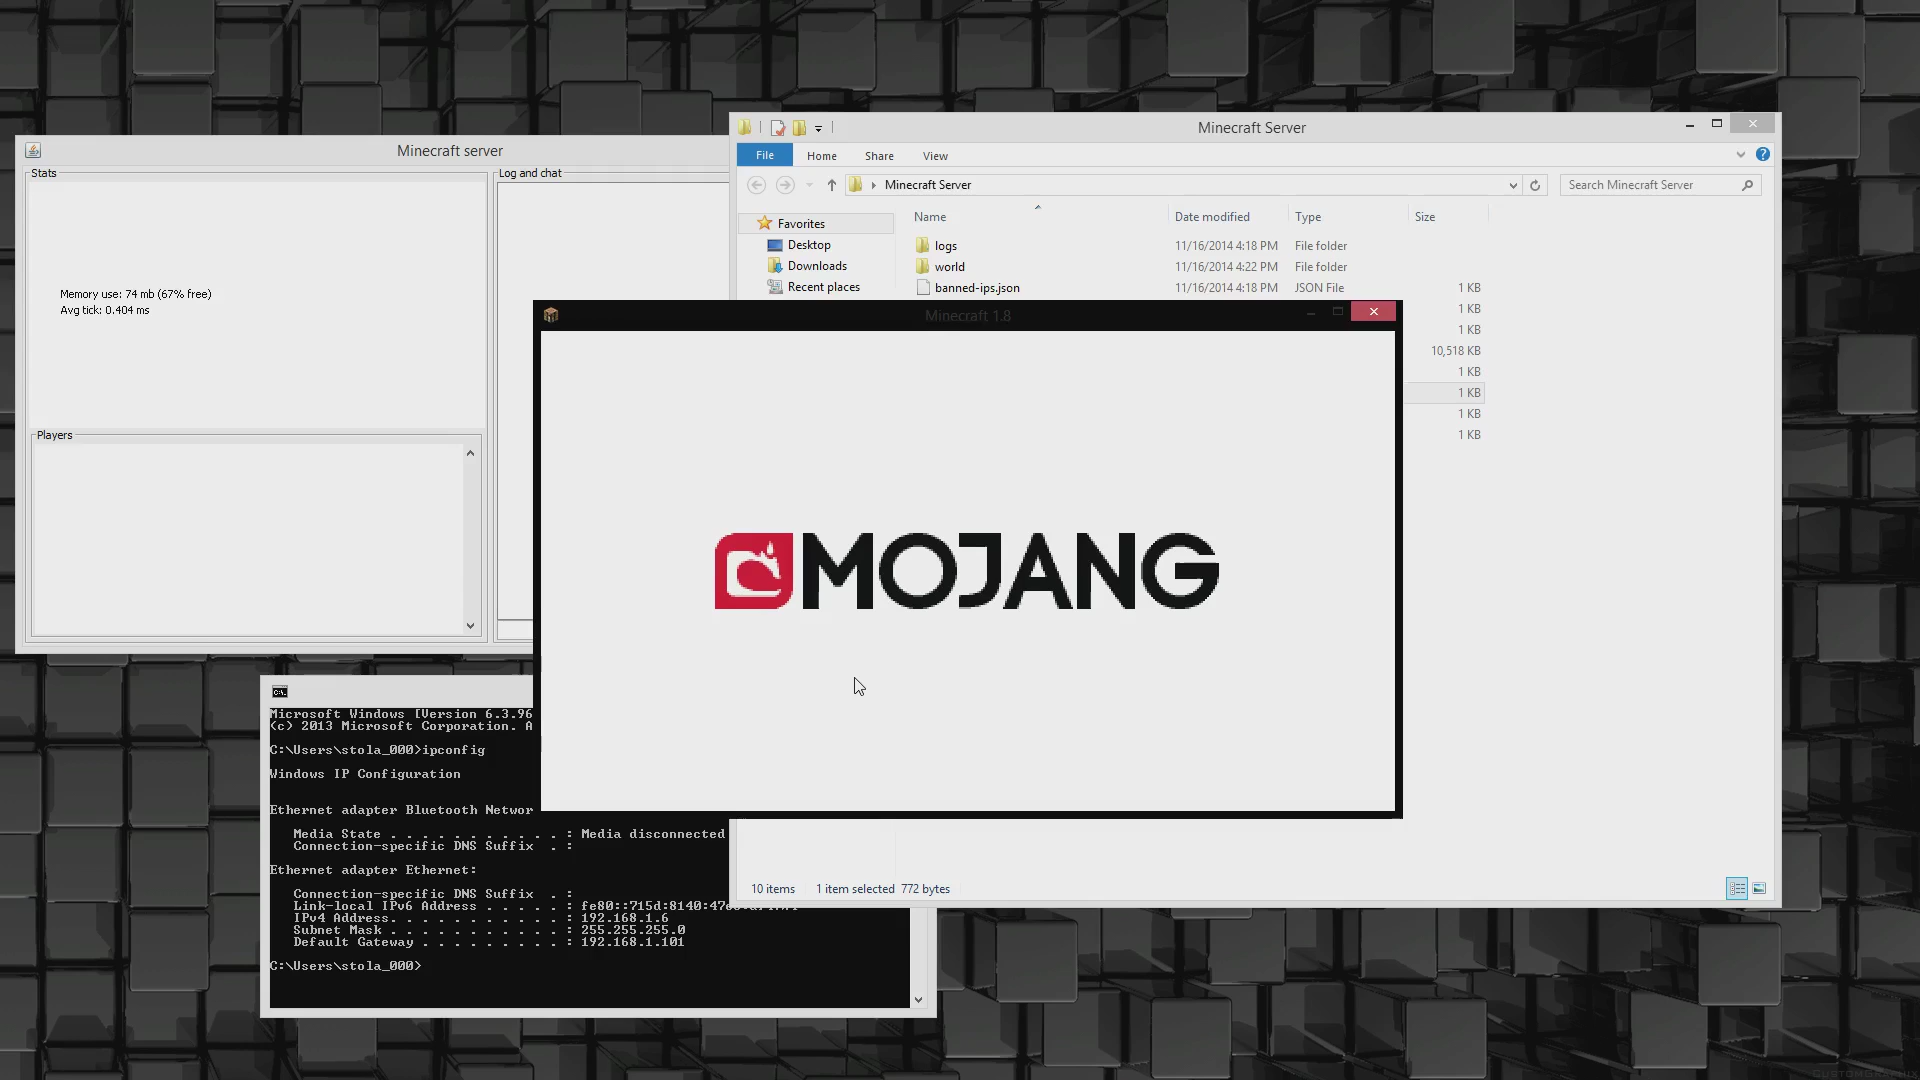 Minecraft server
Stats
Memory use: 74 mb (67% free)
Avg tick: 0.404 ms
Players
Log and chat
Minecraft Server
File Home Share View
Minecraft Server
Search Minecraft Server
Name Date modified Type Size
Favorites
Desktop
Downloads
Recent places
logs 11/16/2014 4:18 PM File folder
world 11/16/2014 4:22 PM File folder
banned-ips.json 11/16/2014 4:18 PM JSON File 1 KB
1 KB
1 KB
10,518 KB
1 KB
1 KB
1 KB
1 KB
10 items 1 item selected 772 bytes
Minecraft 1.8
MOJANG
C:\.
Microsoft Windows [Version 6.3.96
(c) 2013 Microsoft Corporation. A
C:\Users\stola_000>ipconfig
Windows IP Configuration
Ethernet adapter Bluetooth Networ
Media State . . . . . . . . . . . : Media disconnected
Connection-specific DNS Suffix . :
Ethernet adapter Ethernet:
Connection-specific DNS Suffix . :
Link-local IPv6 Address . . . . . :
IPv4 Address. . . . . . . . . . . : 192.168.1.6
Subnet Mask . . . . . . . . . . . : 255.255.255.0
Default Gateway . . . . . . . . . : 192.168.1.101
C:\Users\stola_000>